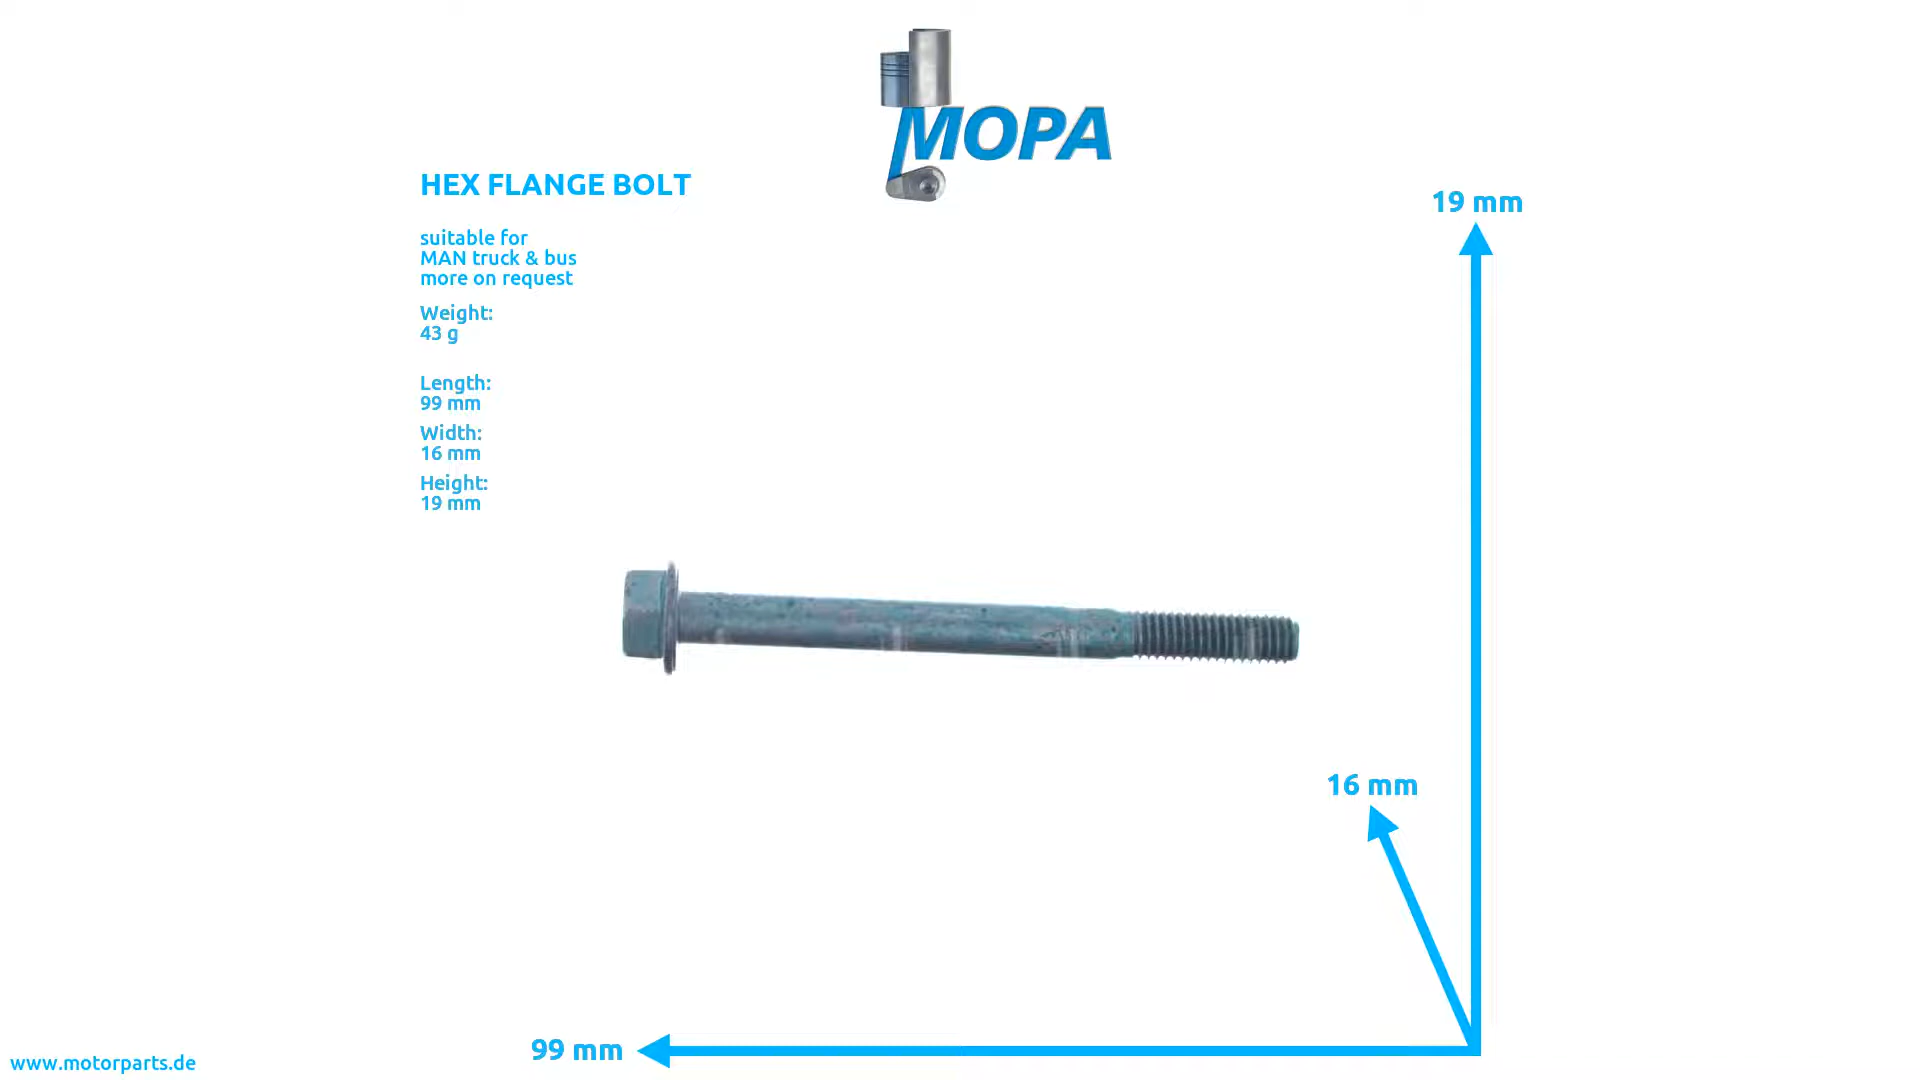 MOPA
HEX FLANGE BOLT
suitable for
MAN truck & bus
more on request
Weight:
43 g
Length:
99 mm
Width:
16 mm
Height:
19 mm
19 mm
16 mm
99 mm
www.motorparts.de